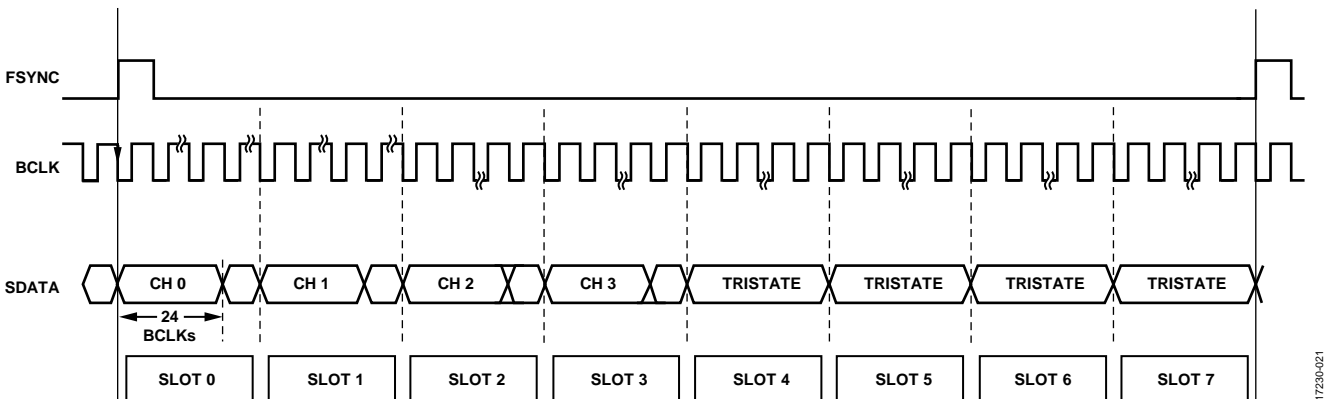 FSYNC
BCLK
SDATA
CH 0
CH 1
CH 2
CH 3
TRISTATE
TRISTATE
TRISTATE
TRISTATE
24
BCLKs
SLOT 0
SLOT 1
SLOT 2
SLOT 3
SLOT 4
SLOT 5
SLOT 6
SLOT 7
17230-021